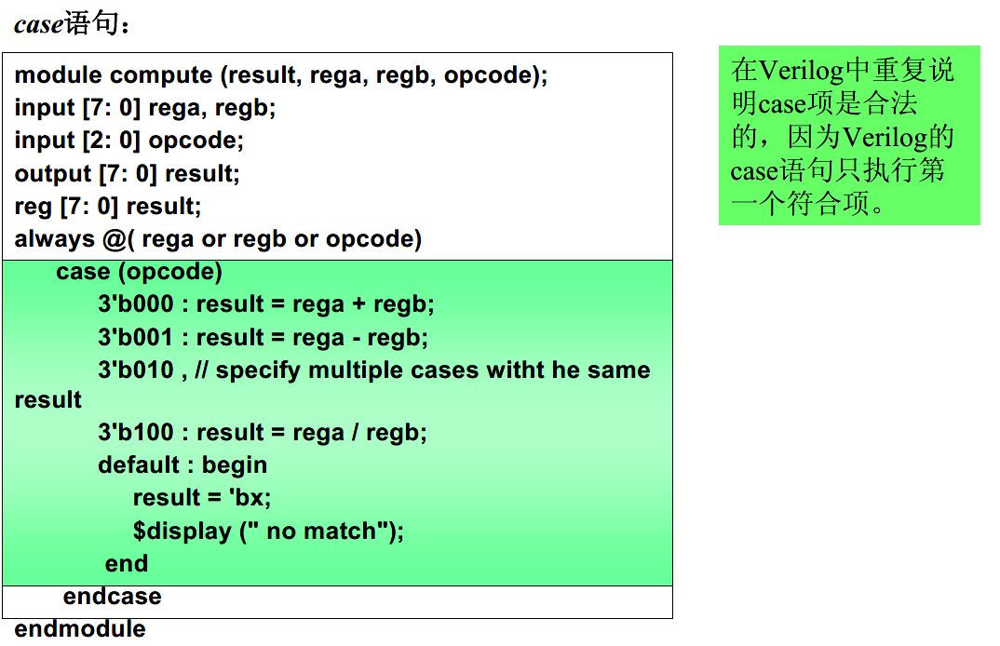 case语句：
module compute (result, rega, regb, opcode);
input [7: 0] rega, regb;
input [2: 0] opcode;
output [7: 0] result;
reg [7: 0] result;
always @( rega or regb or opcode)
case (opcode)
3'b000 : result = rega + regb;
3'b001 : result = rega - regb;
3'b010 , // specify multiple cases witht he same
result
3'b100 : result = rega / regb;
default : begin
result = 'bx;
$display (" no match");
end
endcase
endmodule
在Verilog中重复说
明case项是合法
的，因为Verilog的
case语句只执行第
一个符合项。